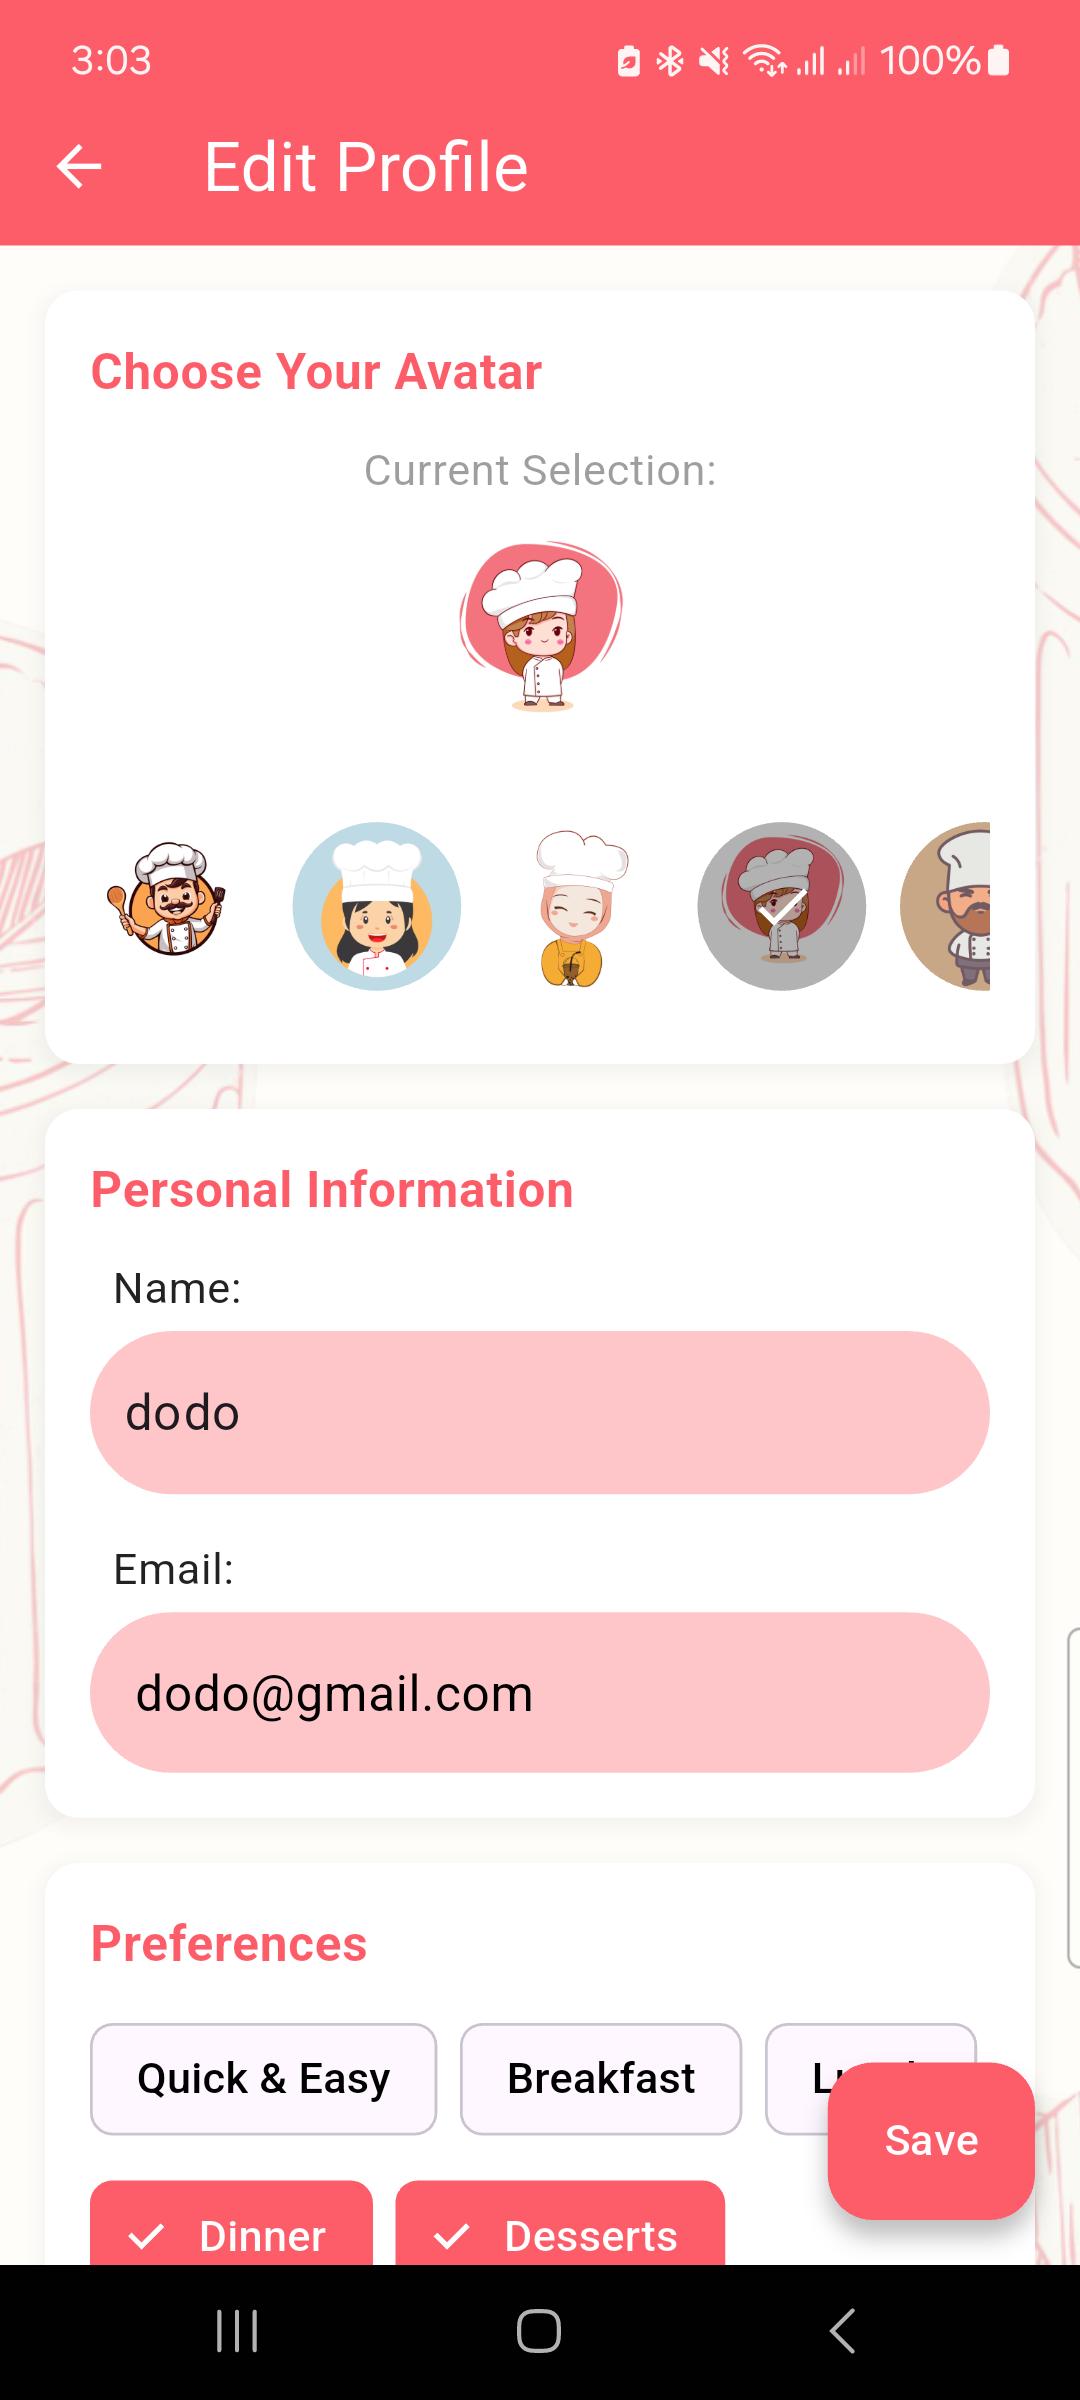 3:03 100%
Edit Profile
Choose Your Avatar
Current Selection:
Personal Information
Name:
dodo
Email:
dodo@gmail.com
Preferences
Quick & Easy Breakfast
Save
Dinner Desserts